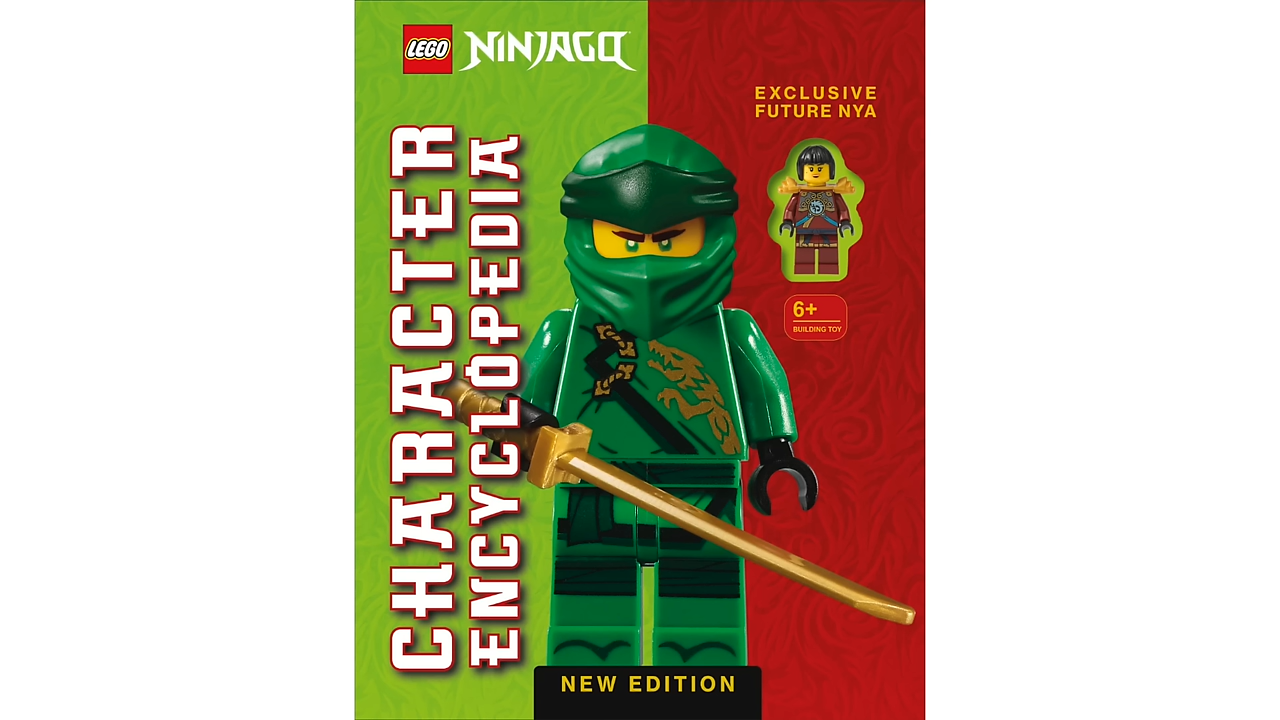 LEGO NINJAGO
CHARACTER
ENCYCLOPEDIA
EXCLUSIVE
FUTURE NYA
6+
BUILDING TOY
NEW EDITION